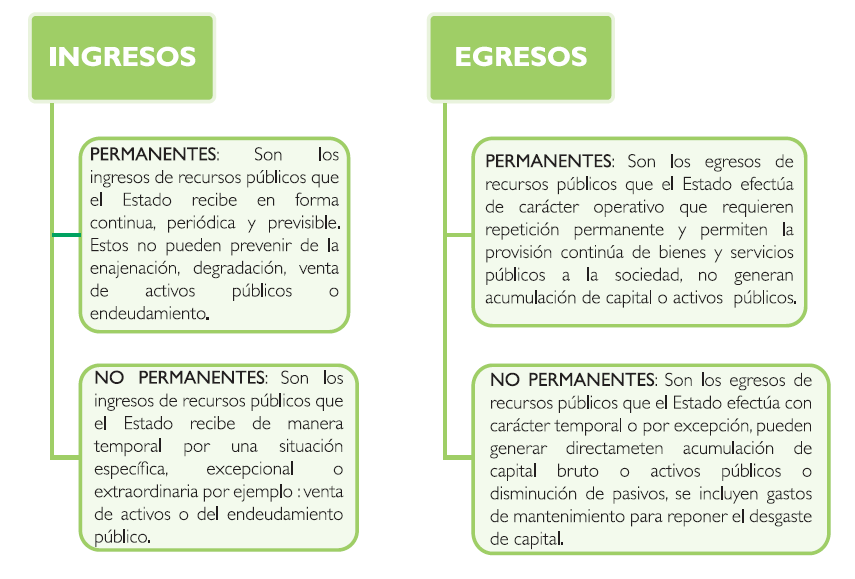 INGRESOS
PERMANENTES: Son los
ingresos de recursos públicos que
el Estado recibe en forma
continua, periódica y previsible.
Estos no pueden prevenir de la
enajenación, degradación, venta
de activos públicos o
endeudamiento.
NO PERMANENTES: Son los
ingresos de recursos públicos que
el Estado recibe de manera
temporal por una situación
específica, excepcional o
extraordinaria por ejemplo : venta
de activos o del endeudamiento
público.
EGRESOS
PERMANENTES: Son los egresos de
recursos públicos que el Estado efectúa
de carácter operativo que requieren
repetición permanente y permiten la
provisión continúa de bienes y servicios
públicos a la sociedad, no generan
acumulación de capital o activos públicos.
NO PERMANENTES: Son los egresos de
recursos públicos que el Estado efectúa con
carácter temporal o por excepción, pueden
generar directameten acumulación de
capital bruto o activos públicos o
disminución de pasivos, se incluyen gastos
de mantenimiento para reponer el desgaste
de capital.